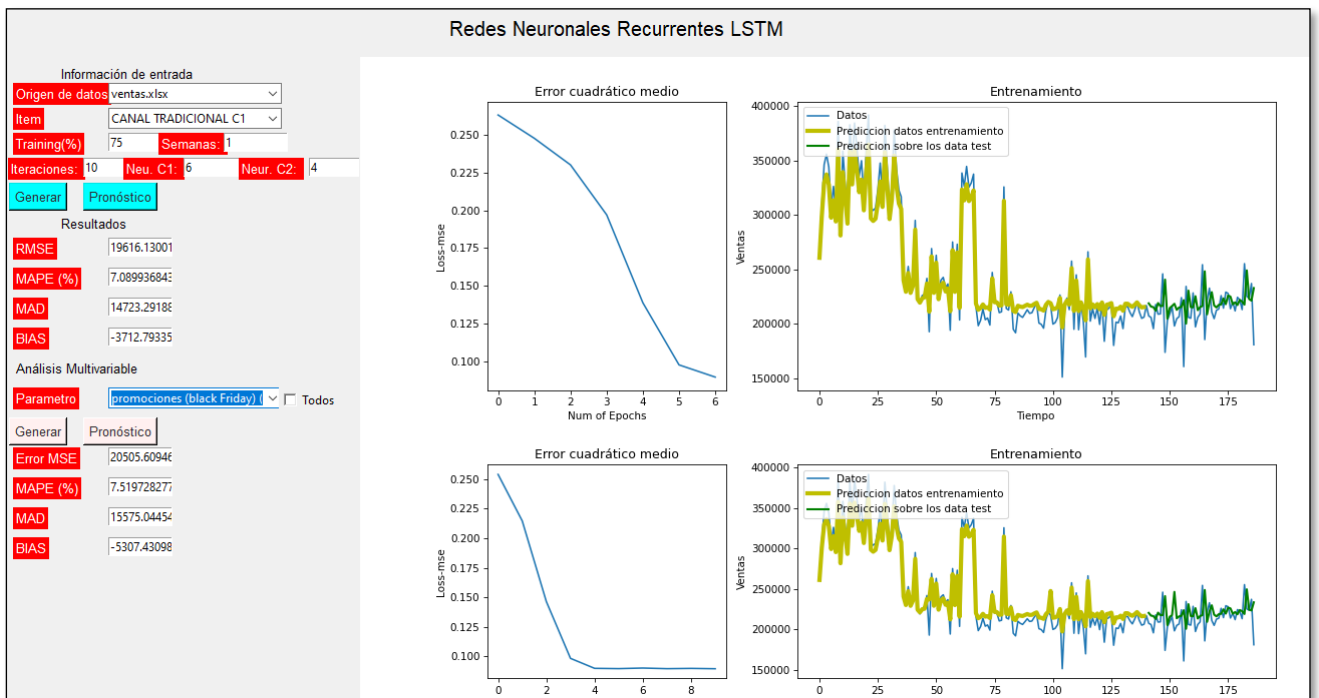 Redes Neuronales Recurrentes LSTM
Información de entrada
Origen de datos ventas.xlsx
Item CANAL TRADICIONAL C1
Training(%) 75 Semanas: 1
Iteraciones: 10 Neu. C1: 6 Neur. C2: 4
Generar Pronóstico
Resultados
RMSE 19616.13001
MAPE (%) 7.089936843
MAD 14723.29188
BIAS -3712.79335
Análisis Multivariable
Parametro promociones (black Friday) ( Todos
Generar Pronóstico
Error MSE 20505.60946
MAPE (%) 7.519728277
MAD 15575.04454
BIAS -5307.43098
Error cuadrático medio
Loss-mse
0.250
0.225
0.200
0.175
0.150
0.125
0.100
0 1 2 3 4 5 6
Num of Epochs
Entrenamiento
Datos
Prediccion datos entrenamiento
Prediccion sobre los data test
Ventas
400000
350000
300000
250000
200000
150000
0 25 50 75 100 125 150 175
Tiempo
Error cuadrático medio
Loss-mse
0.250
0.225
0.200
0.175
0.150
0.125
0.100
0 2 4 6 8
Entrenamiento
Datos
Prediccion datos entrenamiento
Prediccion sobre los data test
Ventas
400000
350000
300000
250000
200000
150000
0 25 50 75 100 125 150 175